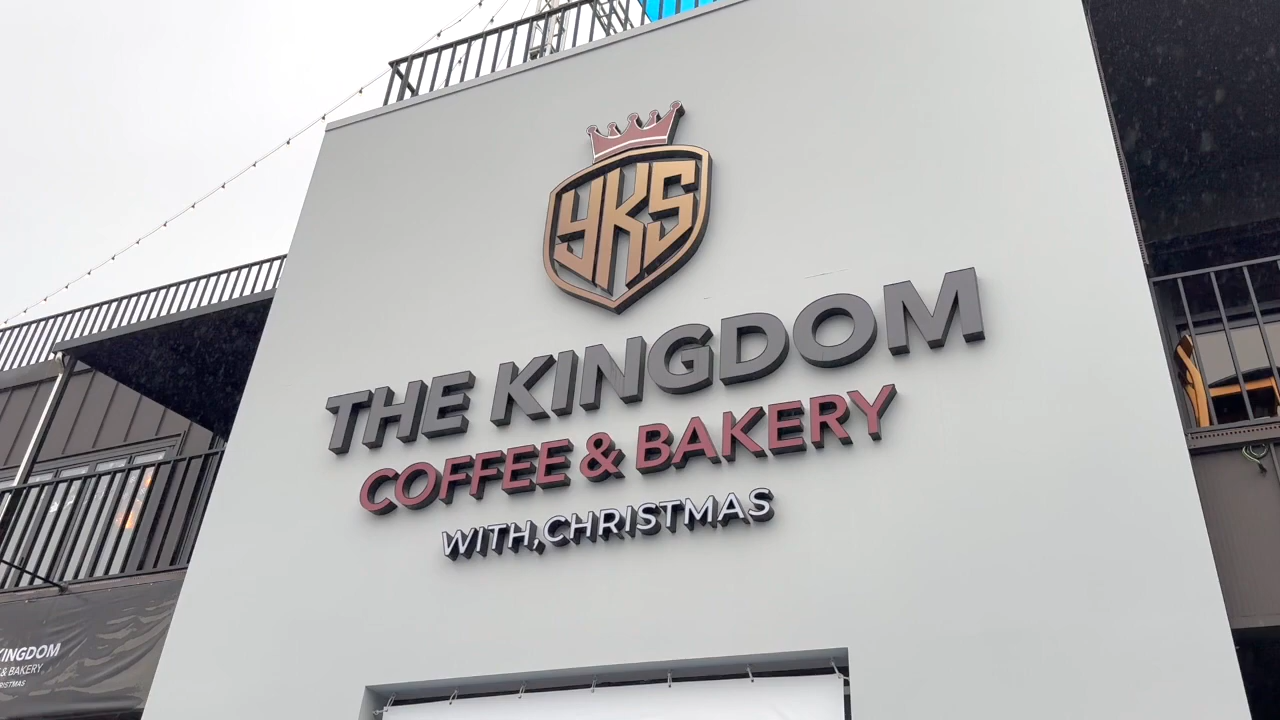 YKS
THE KINGDOM
COFFEE & BAKERY
WITH, CHRISTMAS
KINGDOM
& BAKERY